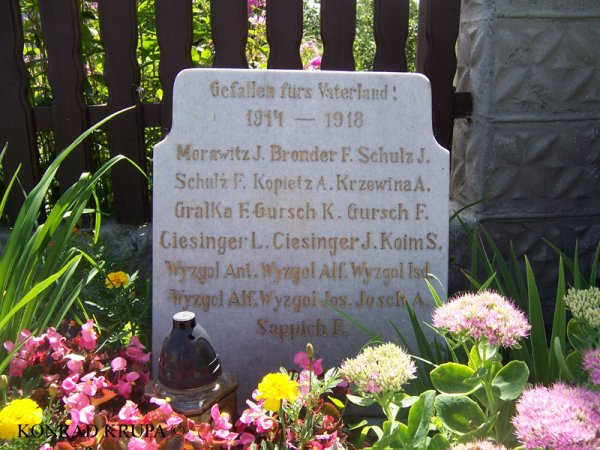 Gefallen fürs Vaterland!
1914 — 1918
Morawitz J. Bronder F. Schulz J.
Schulz F. Kopietz A. Krzewina A.
Gralka F. Gursch K. Gursch F.
Ciesinger L. Ciesinger J. Koim S.
Wyzgol Ant. Wyzgol Alf. Wyzgol Isd.
Wyzgol Alf. Wyzgol Jos. Josch A.
Sappich E.
KONRAD KRUPA ©